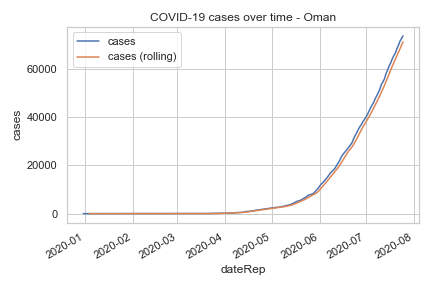 COVID-19 cases over time - Oman
cases
cases (rolling)
cases
60000
40000
20000
0
2020-01
2020-02
2020-03
2020-04
2020-05
2020-06
2020-07
2020-08
dateRep